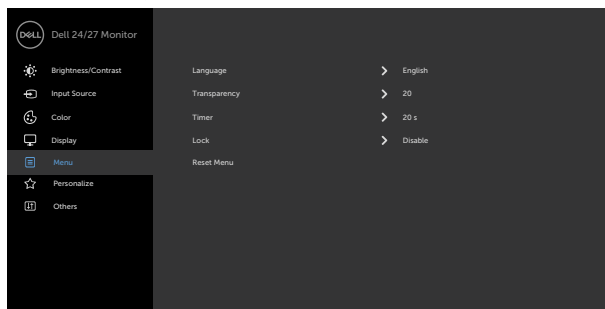 DELL Dell 24/27 Monitor
Brightness/Contrast Language English
Input Source Transparency 20
Color Timer 20 s
Display Lock Disable
Menu Reset Menu
Personalize
Others